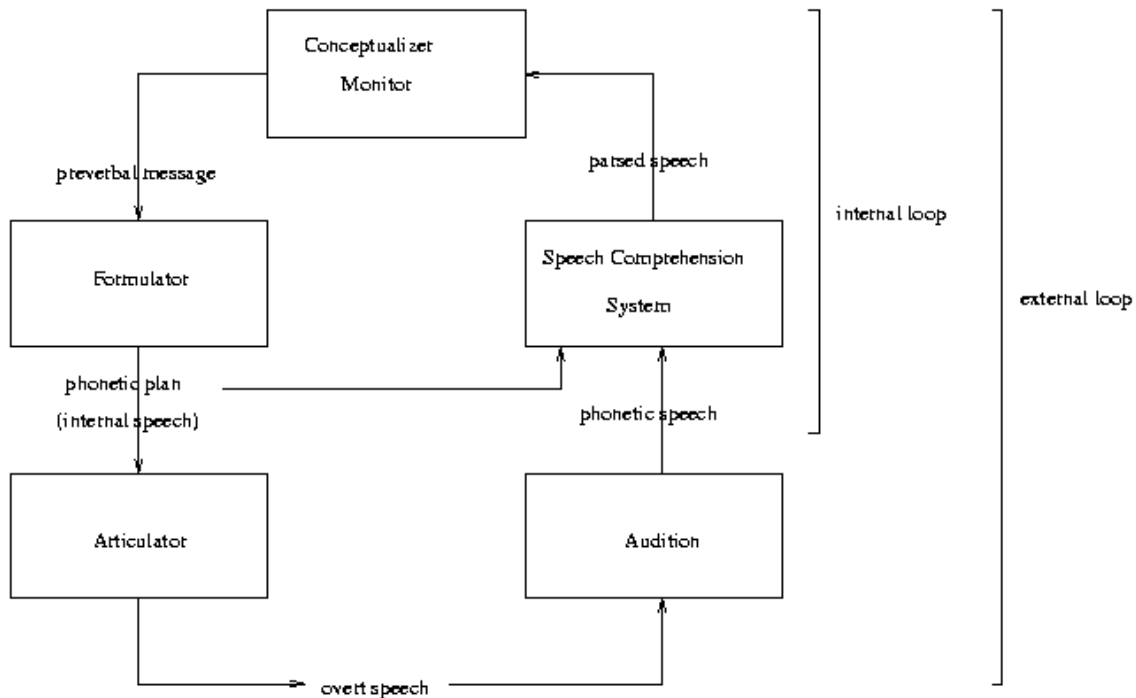 Conceptualizer
Monitor
preverbal message
parsed speech
internal loop
Formulator
Speech Comprehension
System
external loop
phonetic plan
(internal speech)
phonetic speech
Articulator
Audition
overt speech